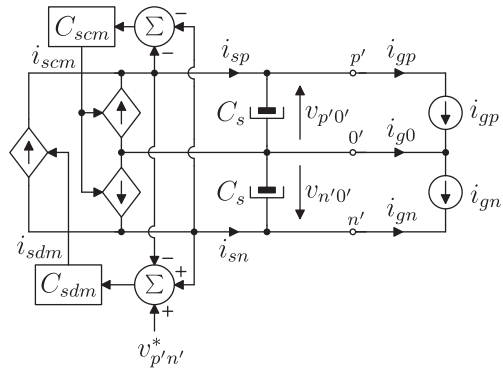 C_{scm} Σ − −
i_{scm} i_{sp} p' i_{gp}
C_s v_{p'0'} i_{gp}
0' i_{g0}
C_s v_{n'0'} i_{gn}
i_{sdm} i_{sn} n' i_{gn}
C_{sdm} Σ − + +
v^*_{p'n'}